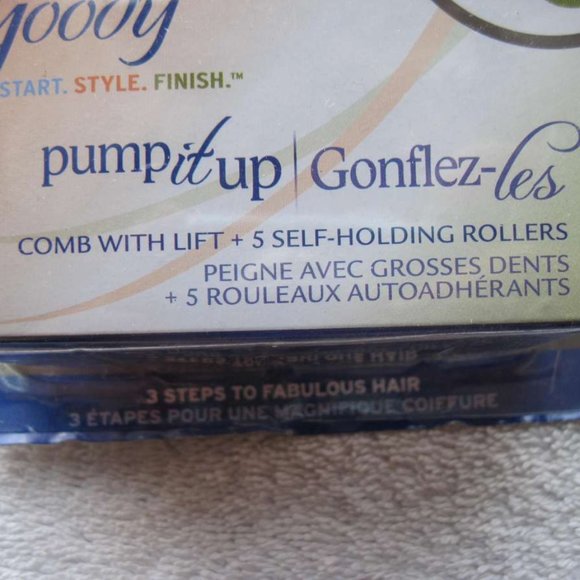 goody
START. STYLE. FINISH.™
pump it up | Gonflez-les
COMB WITH LIFT + 5 SELF-HOLDING ROLLERS
PEIGNE AVEC GROSSES DENTS
+ 5 ROULEAUX AUTOADHÉRANTS
3 STEPS TO FABULOUS HAIR
3 ÉTAPES POUR UNE MAGNIFIQUE COIFFURE